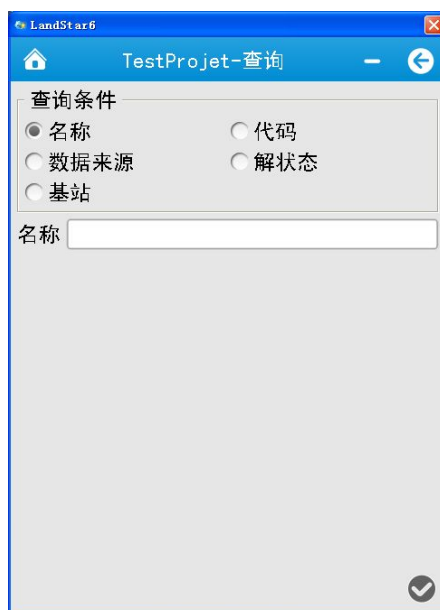 LandStar6
TestProjet-查询
查询条件
名称 代码
数据来源 解状态
基站
名称